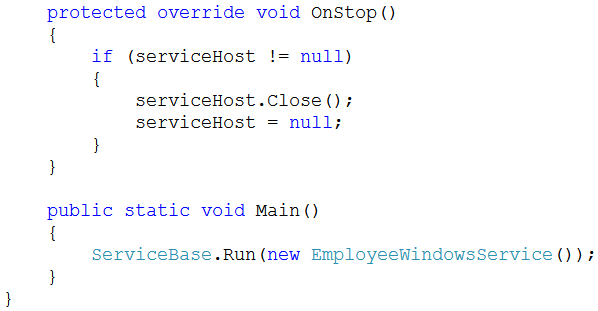 protected override void OnStop()
{
if (serviceHost != null)
{
serviceHost.Close();
serviceHost = null;
}
}
public static void Main()
{
ServiceBase.Run(new EmployeeWindowsService());
}
}